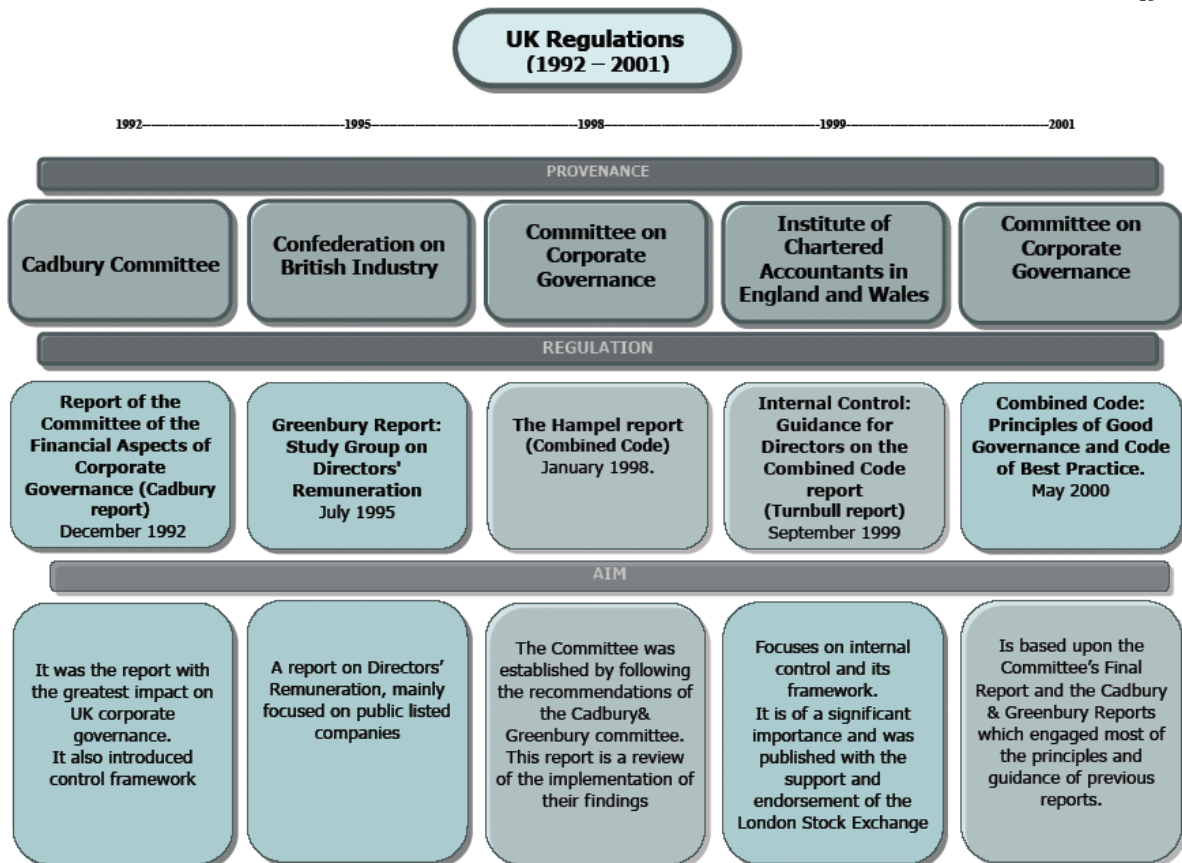 UK Regulations
(1992 – 2001)
1992-----1995-----1998-----1999-----2001
PROVENANCE
Cadbury Committee
Confederation on
British Industry
Committee on
Corporate
Governance
Institute of
Chartered
Accountants in
England and Wales
Committee on
Corporate
Governance
REGULATION
Report of the
Committee of the
Financial Aspects of
Corporate
Governance (Cadbury
report)
December 1992
Greenbury Report:
Study Group on
Directors'
Remuneration
July 1995
The Hampel report
(Combined Code)
January 1998.
Internal Control:
Guidance for
Directors on the
Combined Code
report
(Turnbull report)
September 1999
Combined Code:
Principles of Good
Governance and Code
of Best Practice.
May 2000
AIM
It was the report with
the greatest impact on
UK corporate
governance.
It also introduced
control framework
A report on Directors’
Remuneration, mainly
focused on public listed
companies
The Committee was
established by following
the recommendations of
the Cadbury&
Greenbury committee.
This report is a review
of the implementation of
their findings
Focuses on internal
control and its
framework.
It is of a significant
importance and was
published with the
support and
endorsement of the
London Stock Exchange
Is based upon the
Committee’s Final
Report and the Cadbury
& Greenbury Reports
which engaged most of
the principles and
guidance of previous
reports.